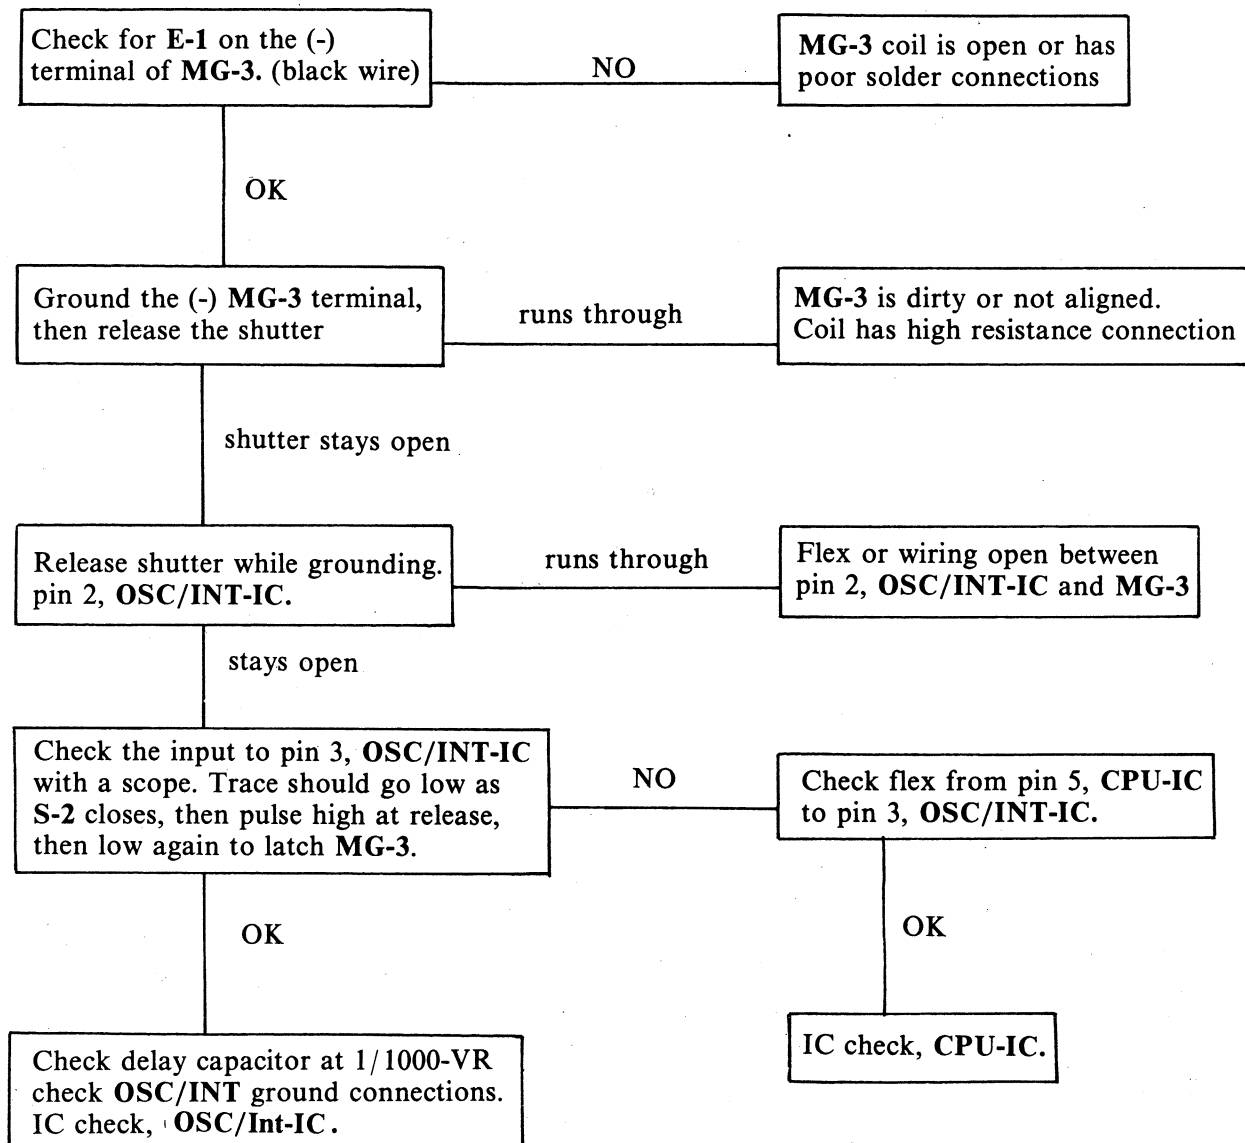 Check for E-1 on the (-)
terminal of MG-3. (black wire)
NO
MG-3 coil is open or has
poor solder connections
OK
Ground the (-) MG-3 terminal,
then release the shutter
runs through
MG-3 is dirty or not aligned.
Coil has high resistance connection
shutter stays open
Release shutter while grounding.
pin 2, OSC/INT-IC.
runs through
Flex or wiring open between
pin 2, OSC/INT-IC and MG-3
stays open
Check the input to pin 3, OSC/INT-IC
with a scope. Trace should go low as
S-2 closes, then pulse high at release,
then low again to latch MG-3.
NO
Check flex from pin 5, CPU-IC
to pin 3, OSC/INT-IC.
OK
OK
IC check, CPU-IC.
Check delay capacitor at 1/1000-VR
check OSC/INT ground connections.
IC check, OSC/Int-IC.